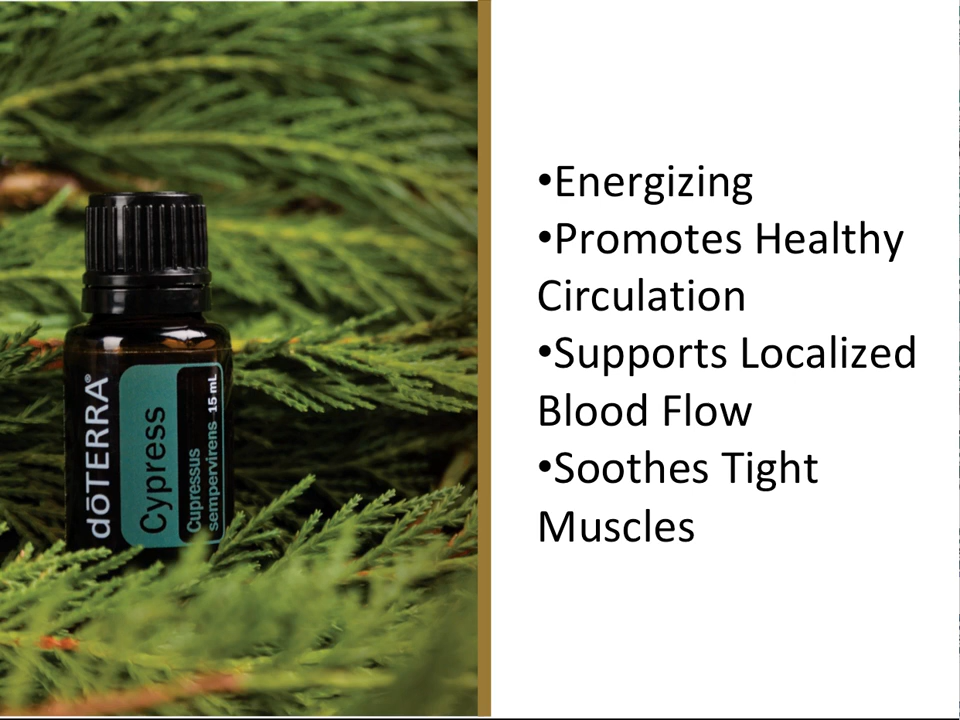 dōTERRA®
Cypress
Cupressus
sempervirens 15 mL
•Energizing
•Promotes Healthy
Circulation
•Supports Localized
Blood Flow
•Soothes Tight
Muscles